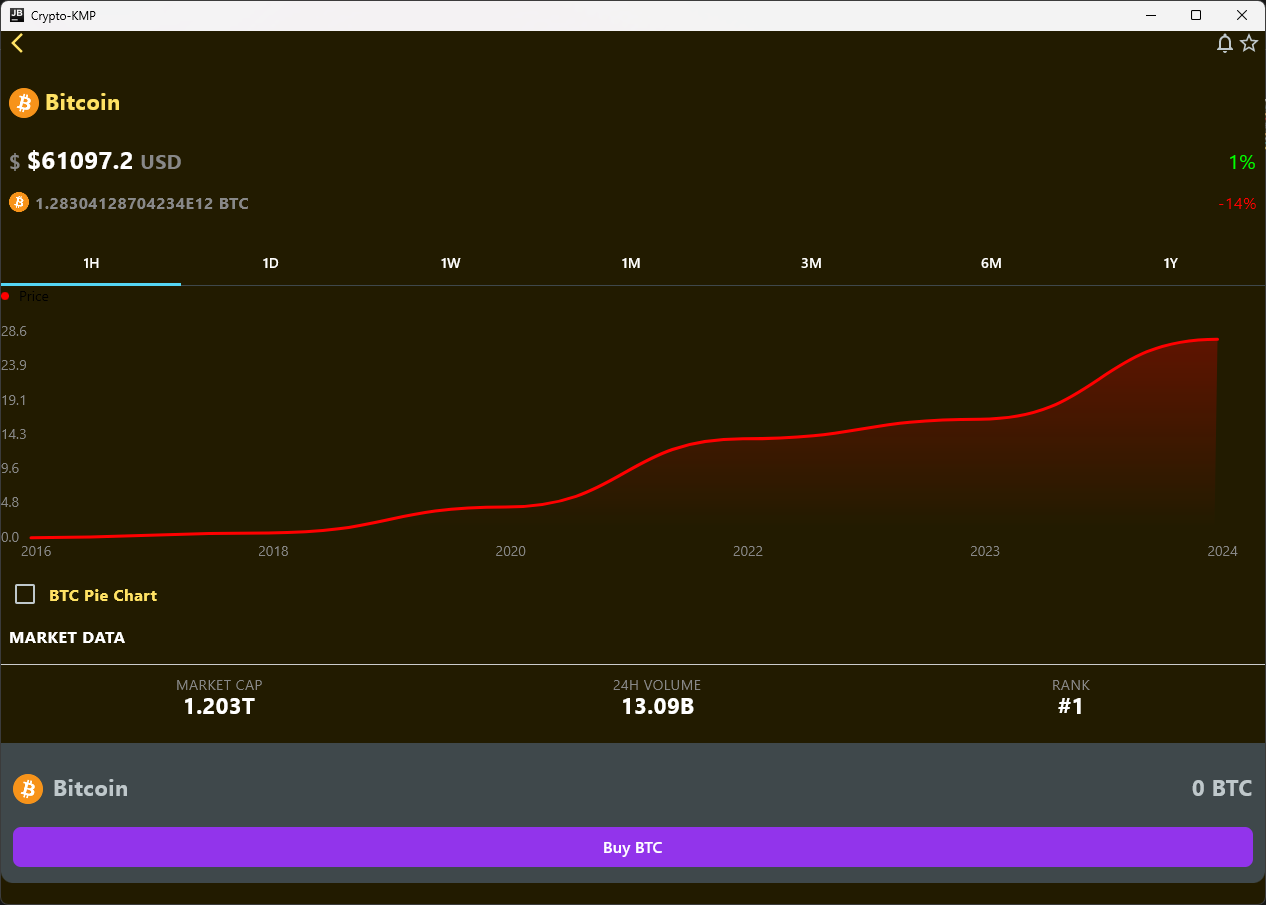 JB Crypto-KMP
Bitcoin
$ $61097.2 USD 1%
1.28304128704234E12 BTC -14%
1H 1D 1W 1M 3M 6M 1Y
Price
28.6
23.9
19.1
14.3
9.6
4.8
0.0
2016 2018 2020 2022 2023 2024
BTC Pie Chart
MARKET DATA
MARKET CAP 24H VOLUME RANK
1.203T 13.09B #1
Bitcoin 0 BTC
Buy BTC